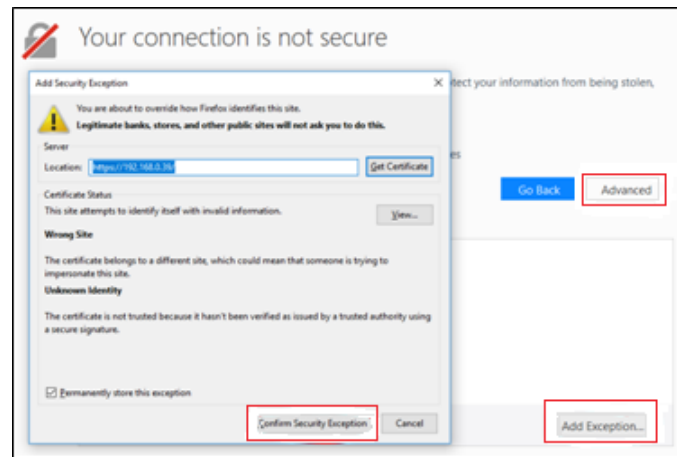 Your connection is not secure
Add Security Exception
tect your information from being stolen,
You are about to override how Firefox identifies this site.
Legitimate banks, stores, and other public sites will not ask you to do this.
Server
Location: https://192.168.0.39/ Get Certificate
es
Go Back Advanced
Certificate Status
This site attempts to identify itself with invalid information. View...
Wrong Site
The certificate belongs to a different site, which could mean that someone is trying to
impersonate this site.
Unknown Identity
The certificate is not trusted because it hasn't been verified as issued by a trusted authority using
a secure signature.
Permanently store this exception
Confirm Security Exception Cancel
Add Exception...